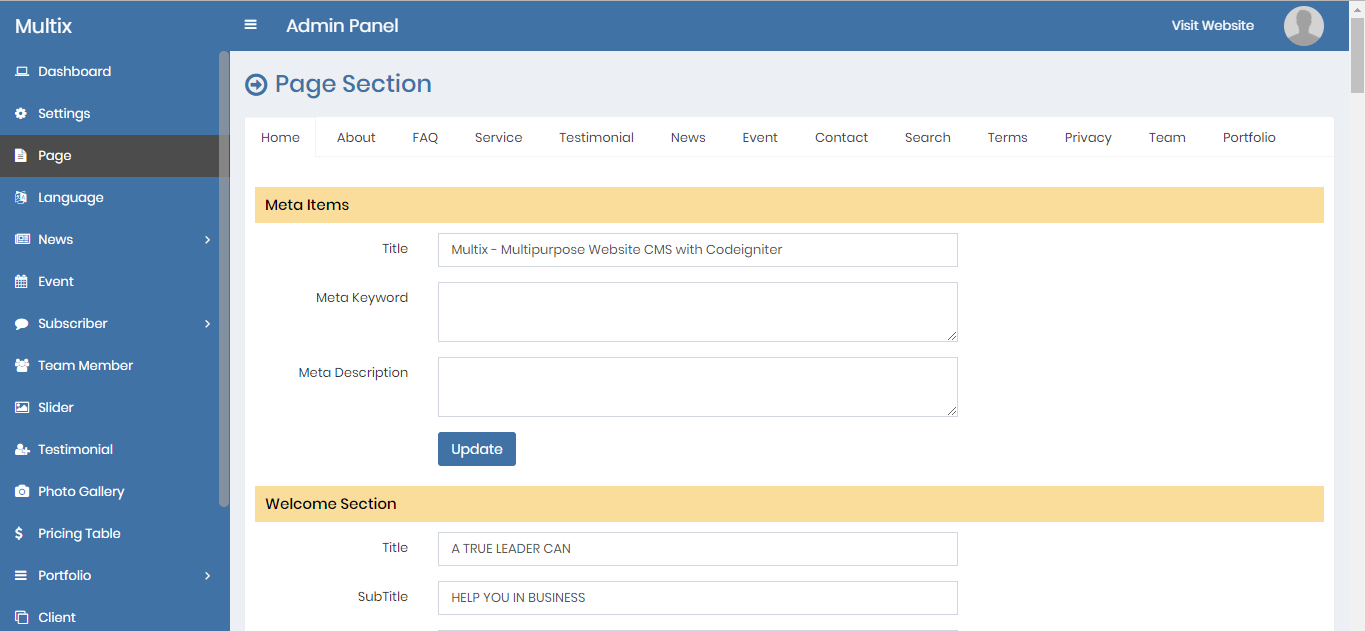 Multix
Admin Panel
Visit Website
Dashboard
Settings
Page
Language
News
Event
Subscriber
Team Member
Slider
Testimonial
Photo Gallery
Pricing Table
Portfolio
Client
Page Section
Home About FAQ Service Testimonial News Event Contact Search Terms Privacy Team Portfolio
Meta Items
Title Multix - Multipurpose Website CMS with Codeigniter
Meta Keyword
Meta Description
Update
Welcome Section
Title A TRUE LEADER CAN
SubTitle HELP YOU IN BUSINESS